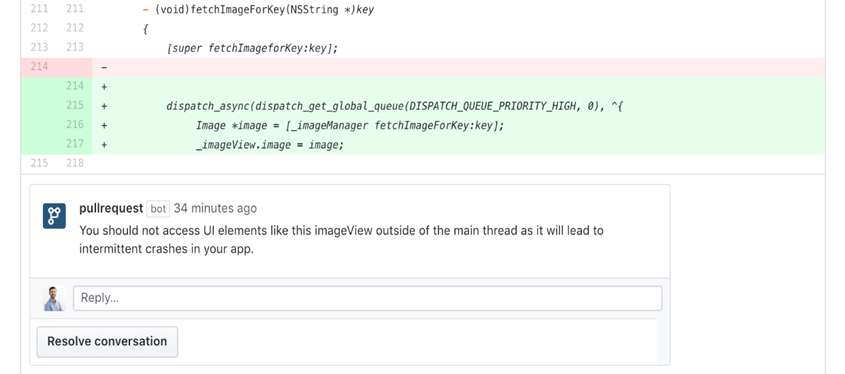 211 211 - (void)fetchImageForKey(NSString *)key
212 212 {
213 213 [super fetchImageforKey:key];
214 -
214 +
215 + dispatch_async(dispatch_get_global_queue(DISPATCH_QUEUE_PRIORITY_HIGH, 0), ^{
216 + Image *image = [_imageManager fetchImageForKey:key];
217 + _imageView.image = image;
215 218
pullrequest bot 34 minutes ago
You should not access UI elements like this imageView outside of the main thread as it will lead to
intermittent crashes in your app.
Reply...
Resolve conversation